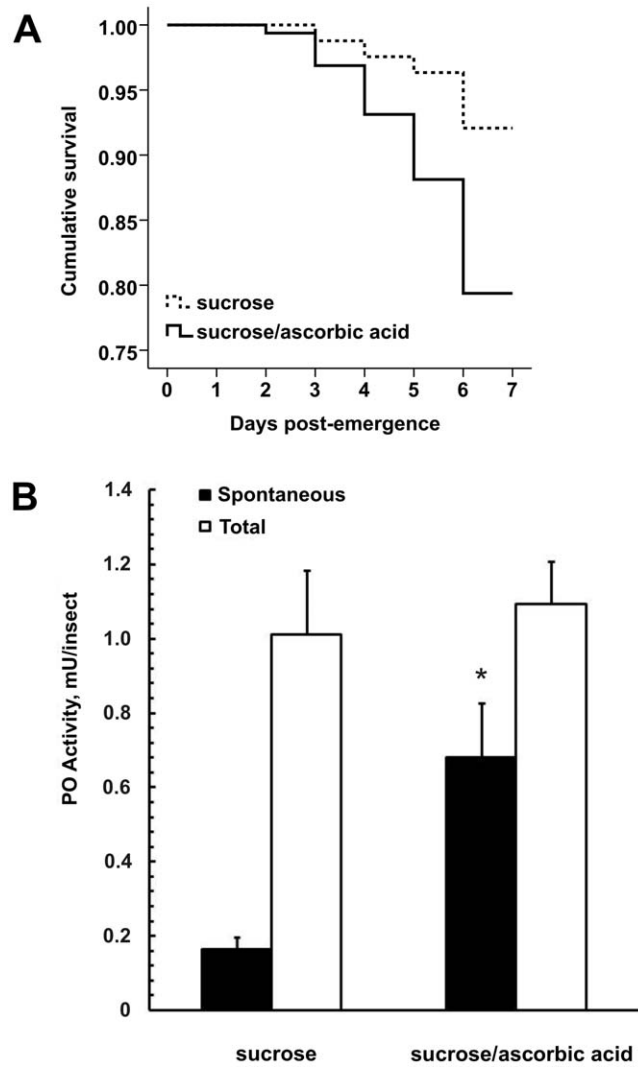 A
1.00
0.95
0.90
0.85
0.80
0.75
Cumulative survival
sucrose
sucrose/ascorbic acid
0 1 2 3 4 5 6 7
Days post-emergence
B
1.4
1.2
1.0
0.8
0.6
0.4
0.2
0
PO Activity, mU/insect
Spontaneous
Total
*
sucrose sucrose/ascorbic acid